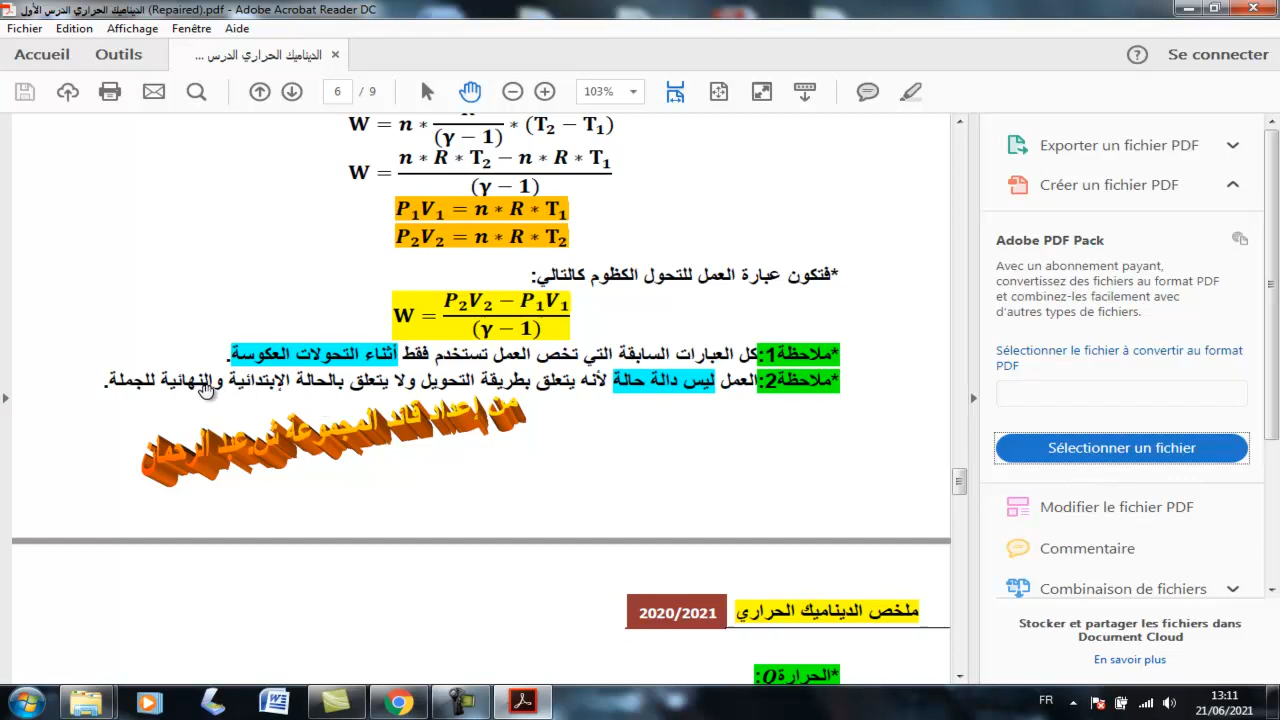 الديناميك الحراري الدرس الأول (Repaired).pdf - Adobe Acrobat Reader DC
Fichier Edition Affichage Fenêtre Aide
Accueil Outils الديناميك الحراري الدرس ... × Se connecter
6 / 9 103%
W = n * / (γ − 1) * (T₂ − T₁)
W = (n * R * T₂ − n * R * T₁) / (γ − 1)
P₁V₁ = n * R * T₁
P₂V₂ = n * R * T₂
*فتكون عبارة العمل للتحول الكظوم كالتالي:
W = (P₂V₂ − P₁V₁) / (γ − 1)
*ملاحظة1:كل العبارات السابقة التي تخص العمل تستخدم فقط أثناء التحولات العكوسة.
*ملاحظة2:العمل ليس دالة حالة لأنه يتعلق بطريقة التحويل ولا يتعلق بالحالة الإبتدائية والنهائية للجملة.
من إعداد قائد المجموعة س.عبد الرحمان
ملخص الديناميك الحراري 2020/2021
*الحرارةQ:
Exporter un fichier PDF
Créer un fichier PDF
Adobe PDF Pack
Avec un abonnement payant,
convertissez des fichiers au format PDF
et combinez-les facilement avec
d'autres types de fichiers.
Sélectionner le fichier à convertir au format
PDF
Sélectionner un fichier
Modifier le fichier PDF
Commentaire
Combinaison de fichiers
Stocker et partager les fichiers dans
Document Cloud
En savoir plus
FR 13:11
21/06/2021